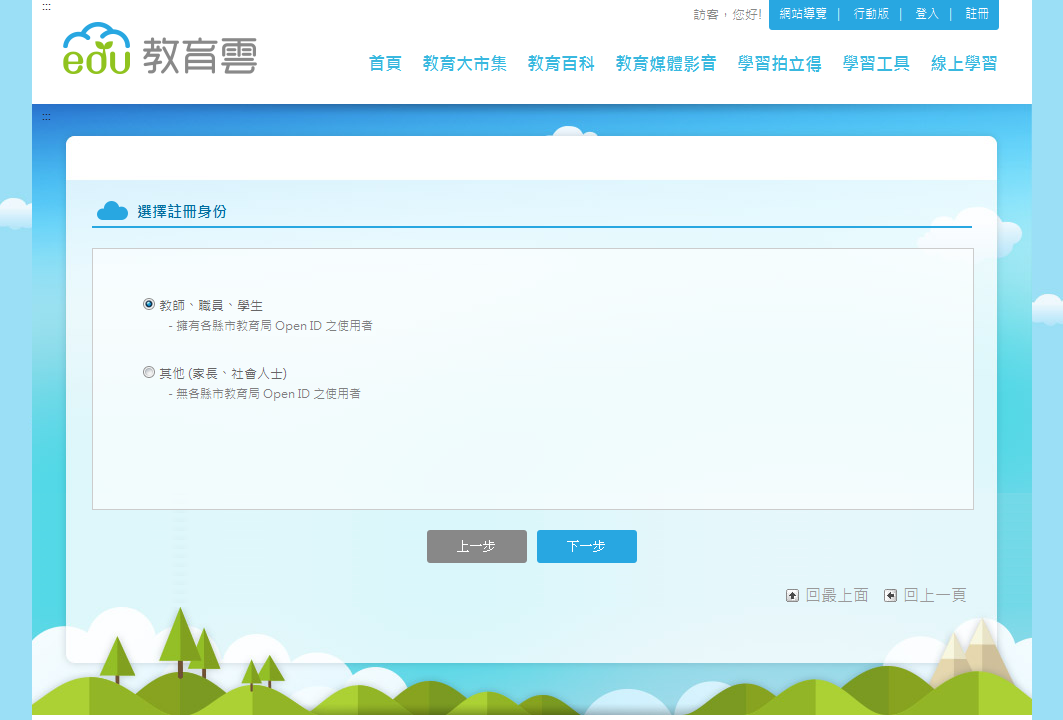 :::
訪客，您好!
網站導覽 | 行動版 | 登入 | 註冊
edu 教育雲
首頁 教育大市集 教育百科 教育媒體影音 學習拍立得 學習工具 線上學習
:::
選擇註冊身份
教師、職員、學生
- 擁有各縣市教育局 Open ID 之使用者
其他 (家長、社會人士)
- 無各縣市教育局 Open ID 之使用者
上一步 下一步
回最上面 回上一頁